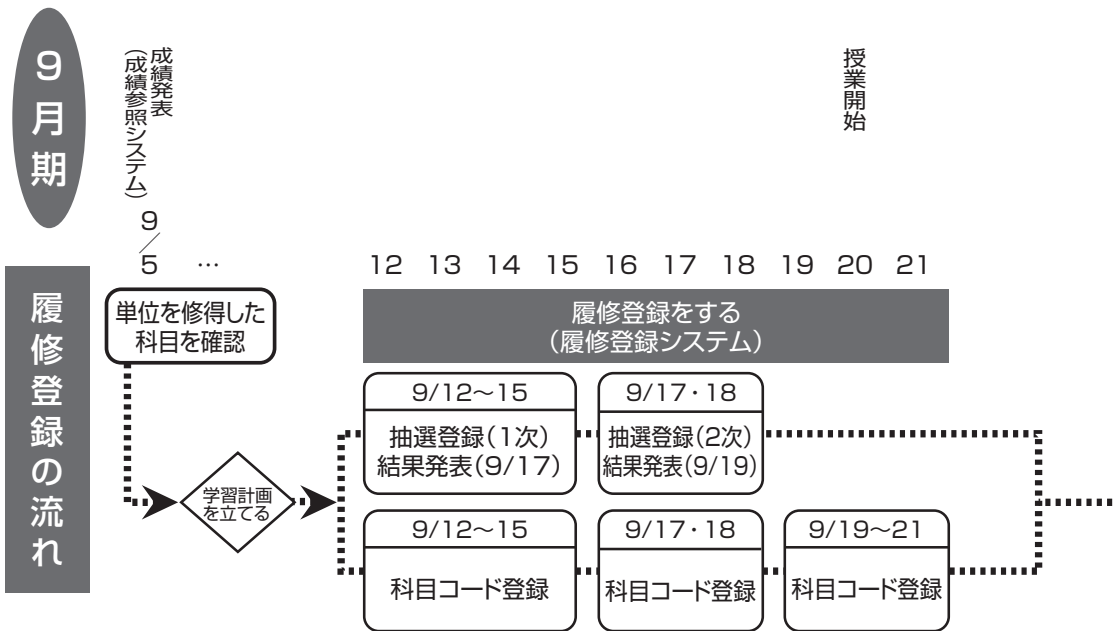 9月期
成績発表
(成績参照システム)
9/5
…
授業開始
12 13 14 15 16 17 18 19 20 21
履修登録の流れ
単位を修得した
科目を確認
履修登録をする
(履修登録システム)
学習計画
を立てる
9/12〜15
抽選登録(1次)
結果発表(9/17)
9/17・18
抽選登録(2次)
結果発表(9/19)
9/12〜15
科目コード登録
9/17・18
科目コード登録
9/19〜21
科目コード登録